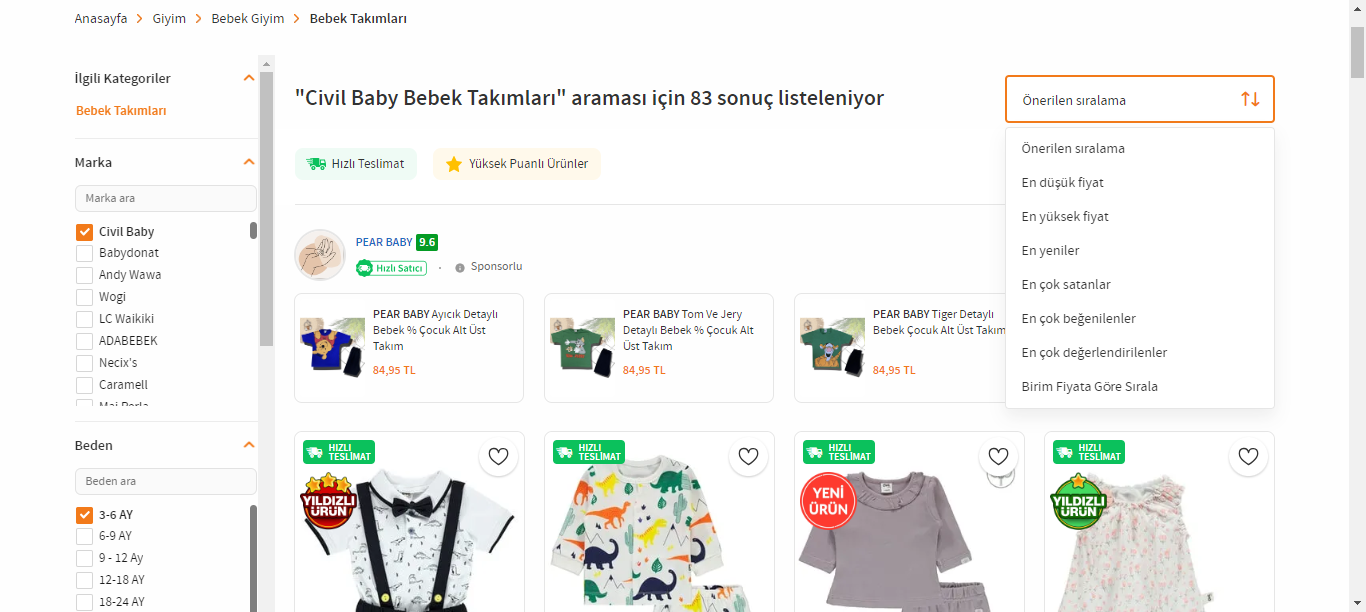 Anasayfa > Giyim > Bebek Giyim > Bebek Takımları
İlgili Kategoriler
Bebek Takımları
Marka
Marka ara
Civil Baby
Babydonat
Andy Wawa
Wogi
LC Waikiki
ADABEBEK
Necix's
Caramell
Beden
Beden ara
3-6 AY
6-9 AY
9 - 12 Ay
12-18 AY
18-24 AY
"Civil Baby Bebek Takımları" araması için 83 sonuç listeleniyor
Önerilen sıralama
Önerilen sıralama
En düşük fiyat
En yüksek fiyat
En yeniler
En çok satanlar
En çok beğenilenler
En çok değerlendirilenler
Birim Fiyata Göre Sırala
Hızlı Teslimat
Yüksek Puanlı Ürünler
PEAR BABY 9.6
Hızlı Satıcı · Sponsorlu
PEAR BABY Ayıcık Detaylı
Bebek % Çocuk Alt Üst
Takım
84,95 TL
PEAR BABY Tom Ve Jery
Detaylı Bebek % Çocuk Alt
Üst Takım
84,95 TL
PEAR BABY Tiger Detaylı
Bebek Çocuk Alt Üst Takım
84,95 TL
HIZLI
TESLİMAT
YILDIZLI
ÜRÜN
HIZLI
TESLİMAT
HIZLI
TESLİMAT
YENİ
ÜRÜN
HIZLI
TESLİMAT
YILDIZLI
ÜRÜN